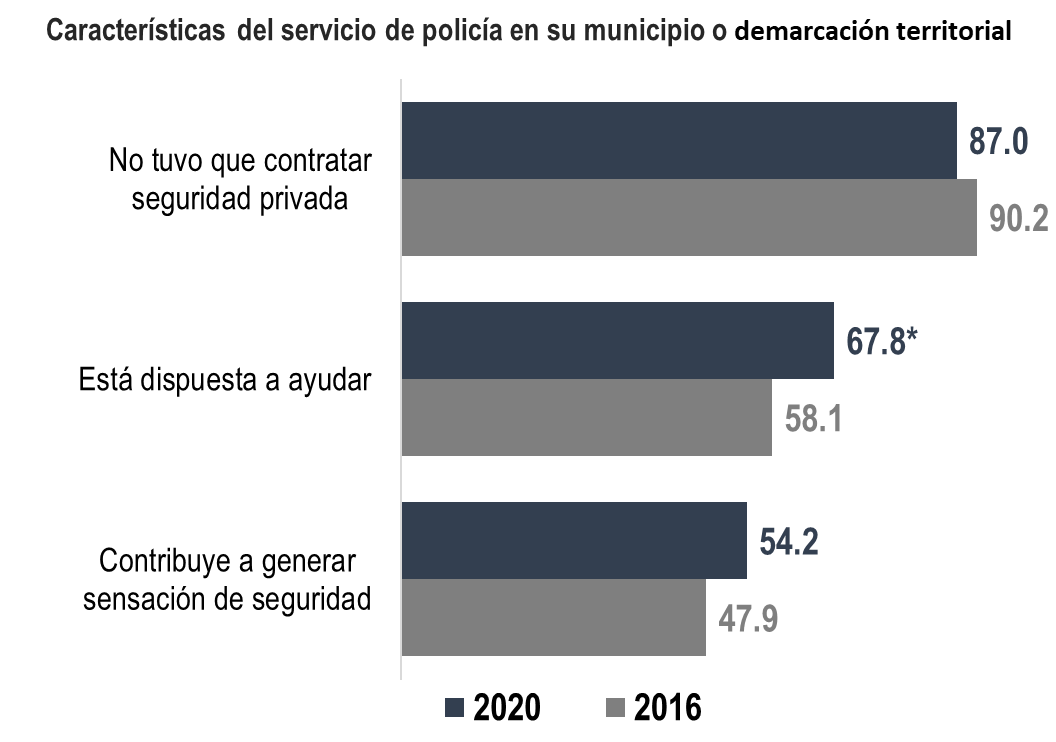 Características del servicio de policía en su municipio o demarcación territorial
No tuvo que contratar
seguridad privada
87.0
90.2
Está dispuesta a ayudar
67.8*
58.1
Contribuye a generar
sensación de seguridad
54.2
47.9
2020
2016